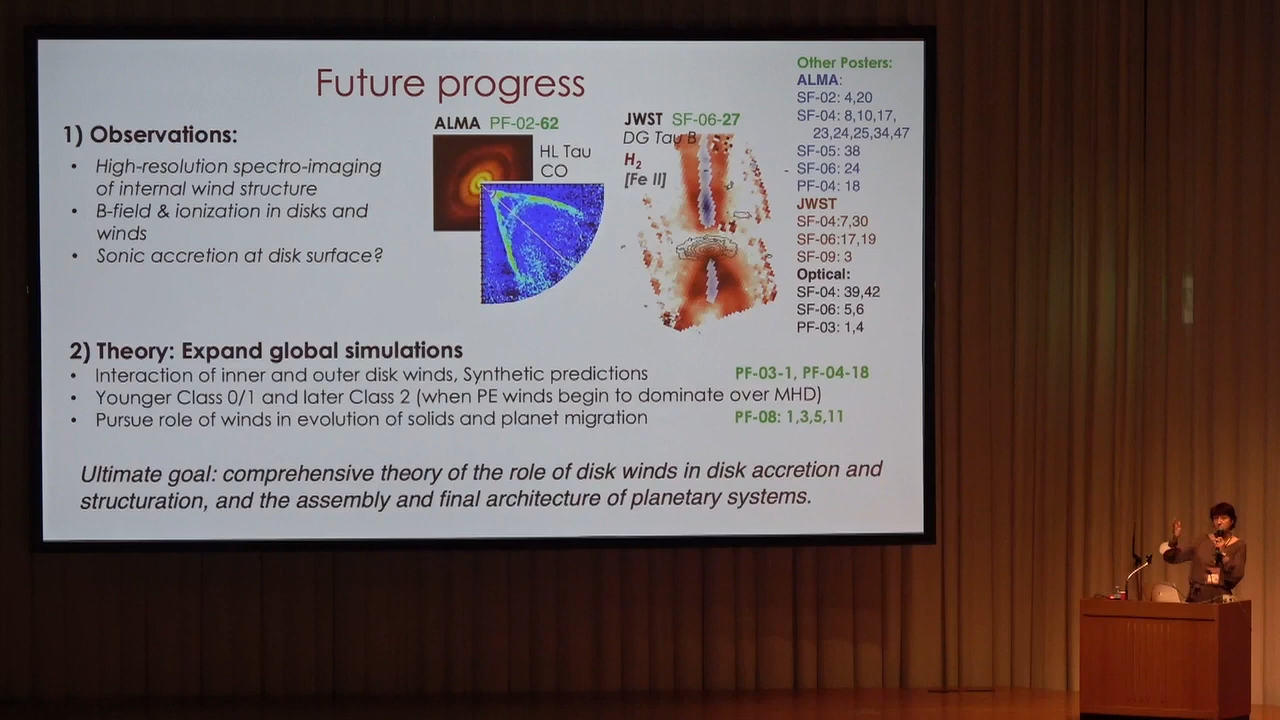 Future progress
1) Observations:
• High-resolution spectro-imaging
of internal wind structure
• B-field & ionization in disks and
winds
• Sonic accretion at disk surface?
ALMA PF-02-62
HL Tau
CO
JWST SF-06-27
DG Tau B
H2
[Fe II]
Other Posters:
ALMA:
SF-02: 4,20
SF-04: 8,10,17,
23,24,25,34,47
SF-05: 38
SF-06: 24
PF-04: 18
JWST
SF-04:7,30
SF-06:17,19
SF-09: 3
Optical:
SF-04: 39,42
SF-06: 5,6
PF-03: 1,4
2) Theory: Expand global simulations
• Interaction of inner and outer disk winds, Synthetic predictions PF-03-1, PF-04-18
• Younger Class 0/1 and later Class 2 (when PE winds begin to dominate over MHD)
• Pursue role of winds in evolution of solids and planet migration PF-08: 1,3,5,11
Ultimate goal: comprehensive theory of the role of disk winds in disk accretion and
structuration, and the assembly and final architecture of planetary systems.